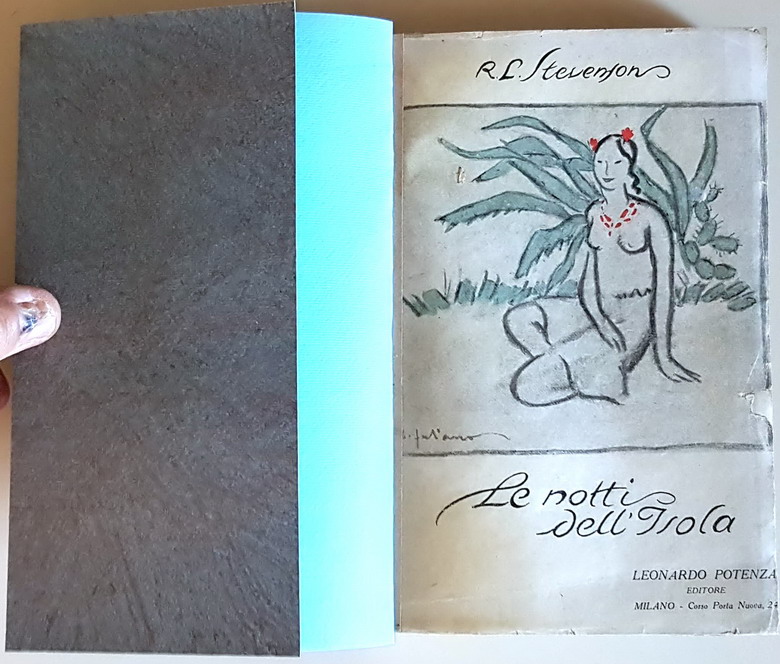 R. L. Stevenson
Le notti
dell'Isola
LEONARDO POTENZA
EDITORE
MILANO - Corso Porta Nuova, 24